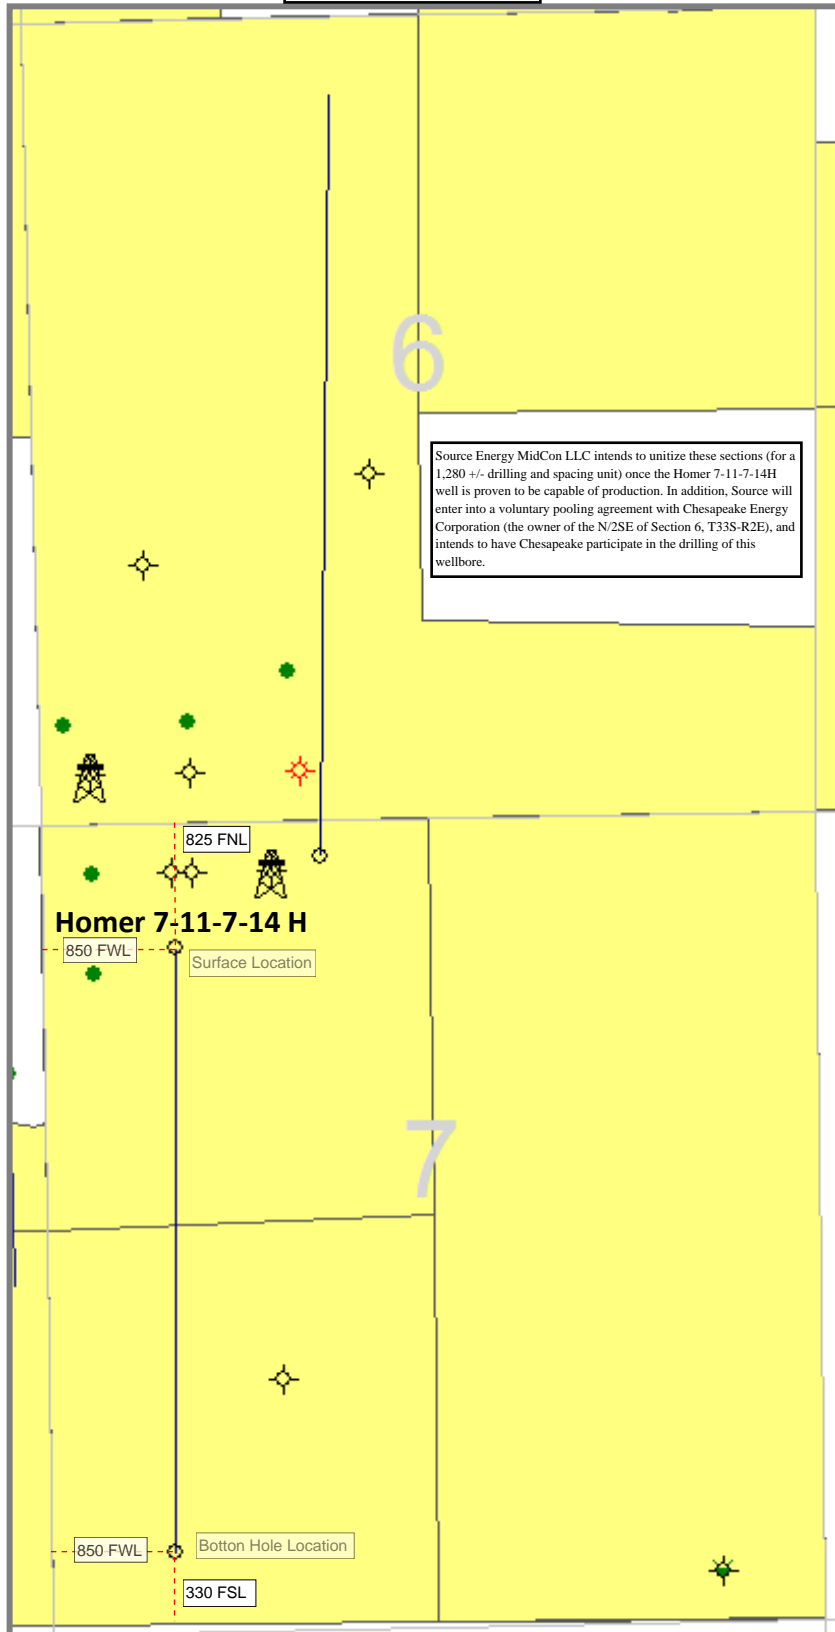 6
Source Energy MidCon LLC intends to unitize these sections (for a
1,280 +/- drilling and spacing unit) once the Homer 7-11-7-14H
well is proven to be capable of production. In addition, Source will
enter into a voluntary pooling agreement with Chesapeake Energy
Corporation (the owner of the N/2SE of Section 6, T33S-R2E), and
intends to have Chesapeake participate in the drilling of this
wellbore.
825 FNL
Homer 7-11-7-14 H
850 FWL
Surface Location
7
850 FWL
Botton Hole Location
330 FSL